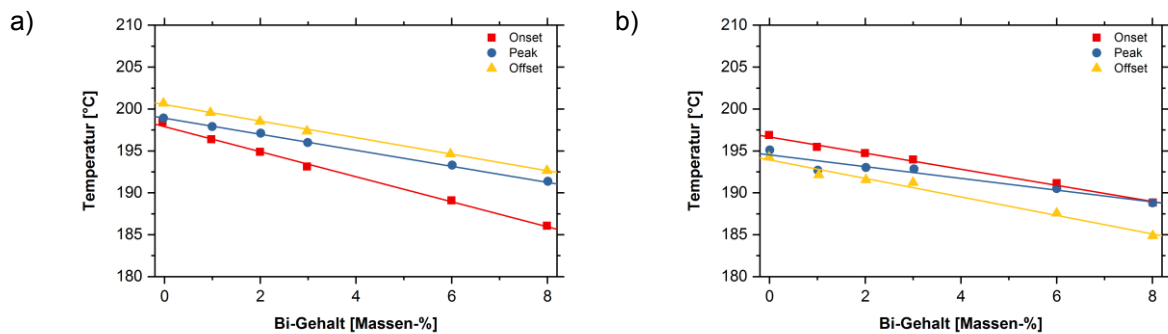 a)
Temperatur [°C]
210
205
200
195
190
185
180
0 2 4 6 8
Bi-Gehalt [Massen-%]
Onset
Peak
Offset
b)
Temperatur [°C]
210
205
200
195
190
185
180
0 2 4 6 8
Bi-Gehalt [Massen-%]
Onset
Peak
Offset